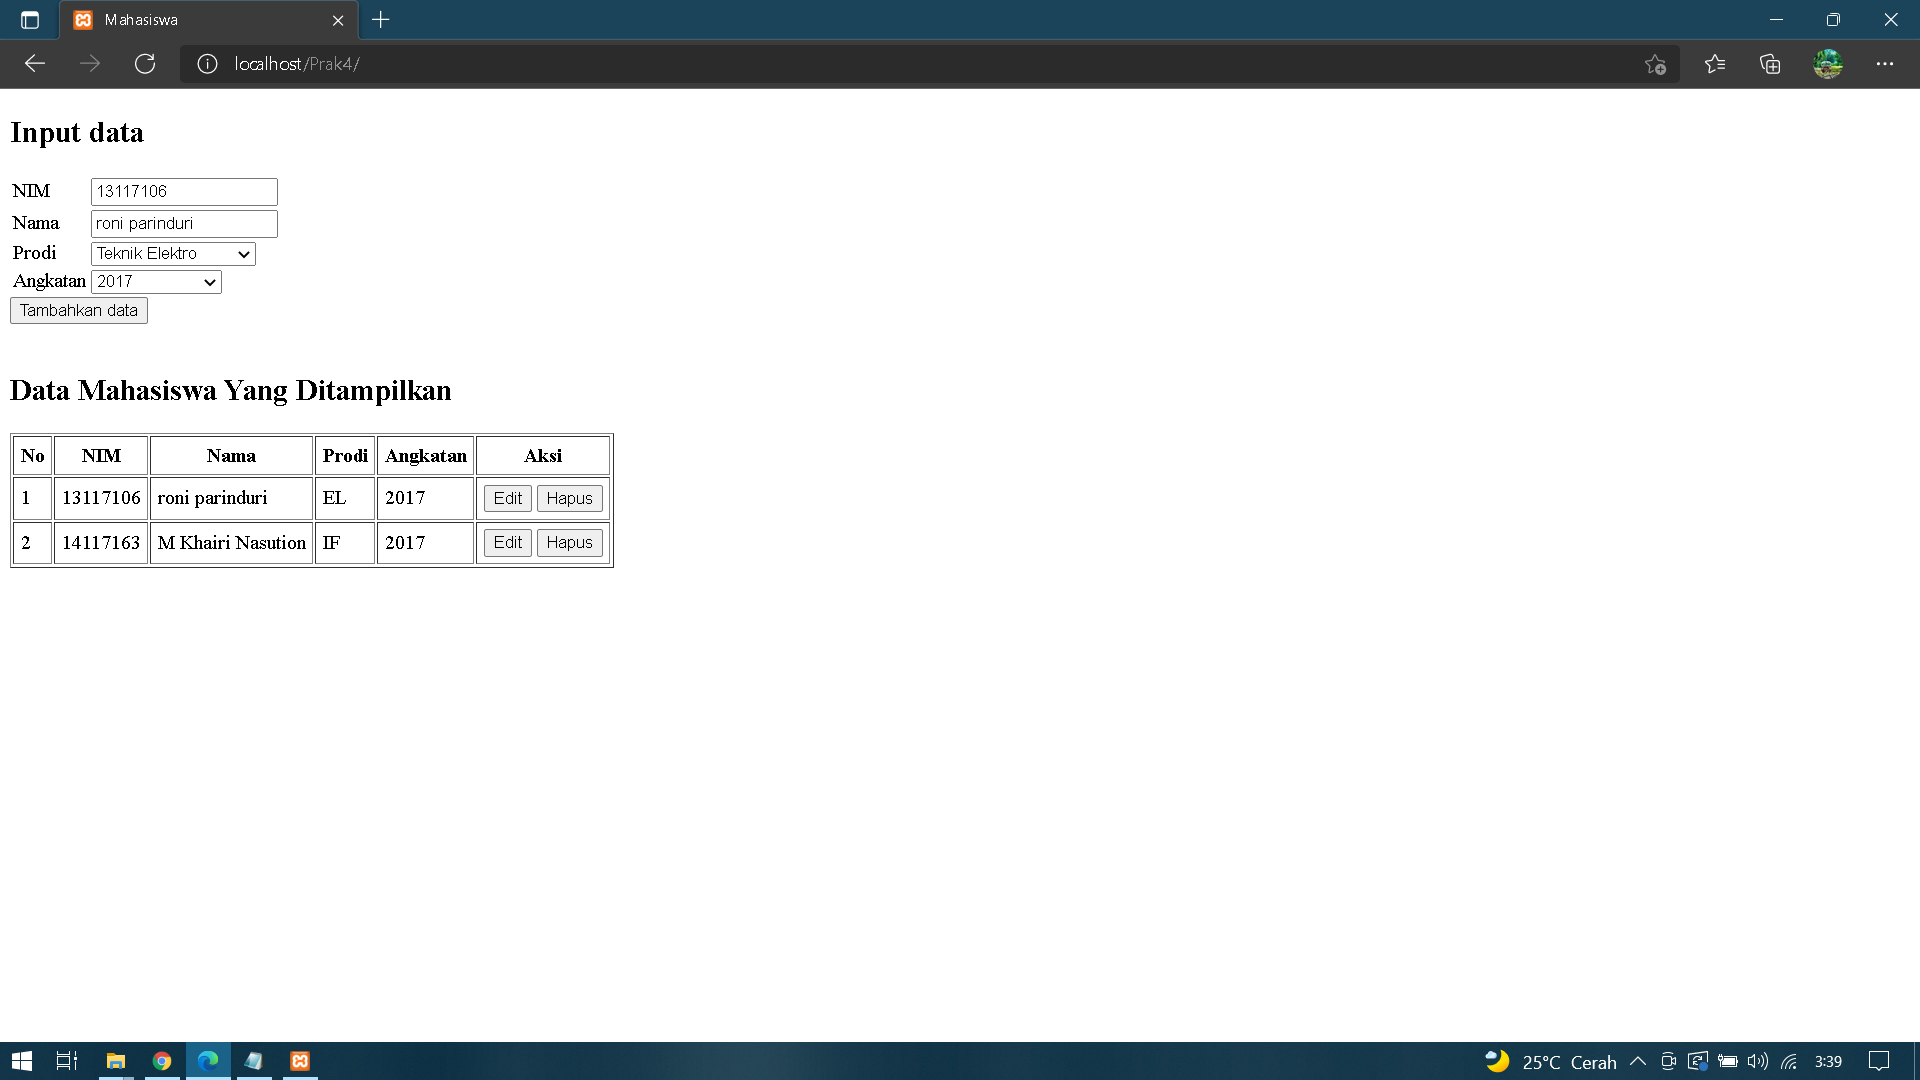 Mahasiswa
localhost/Prak4/
Input data
NIM 13117106
Nama roni parinduri
Prodi Teknik Elektro
Angkatan 2017
Tambahkan data
Data Mahasiswa Yang Ditampilkan
No NIM Nama Prodi Angkatan Aksi
1 13117106 roni parinduri EL 2017 Edit Hapus
2 14117163 M Khairi Nasution IF 2017 Edit Hapus
25°C Cerah 3:39